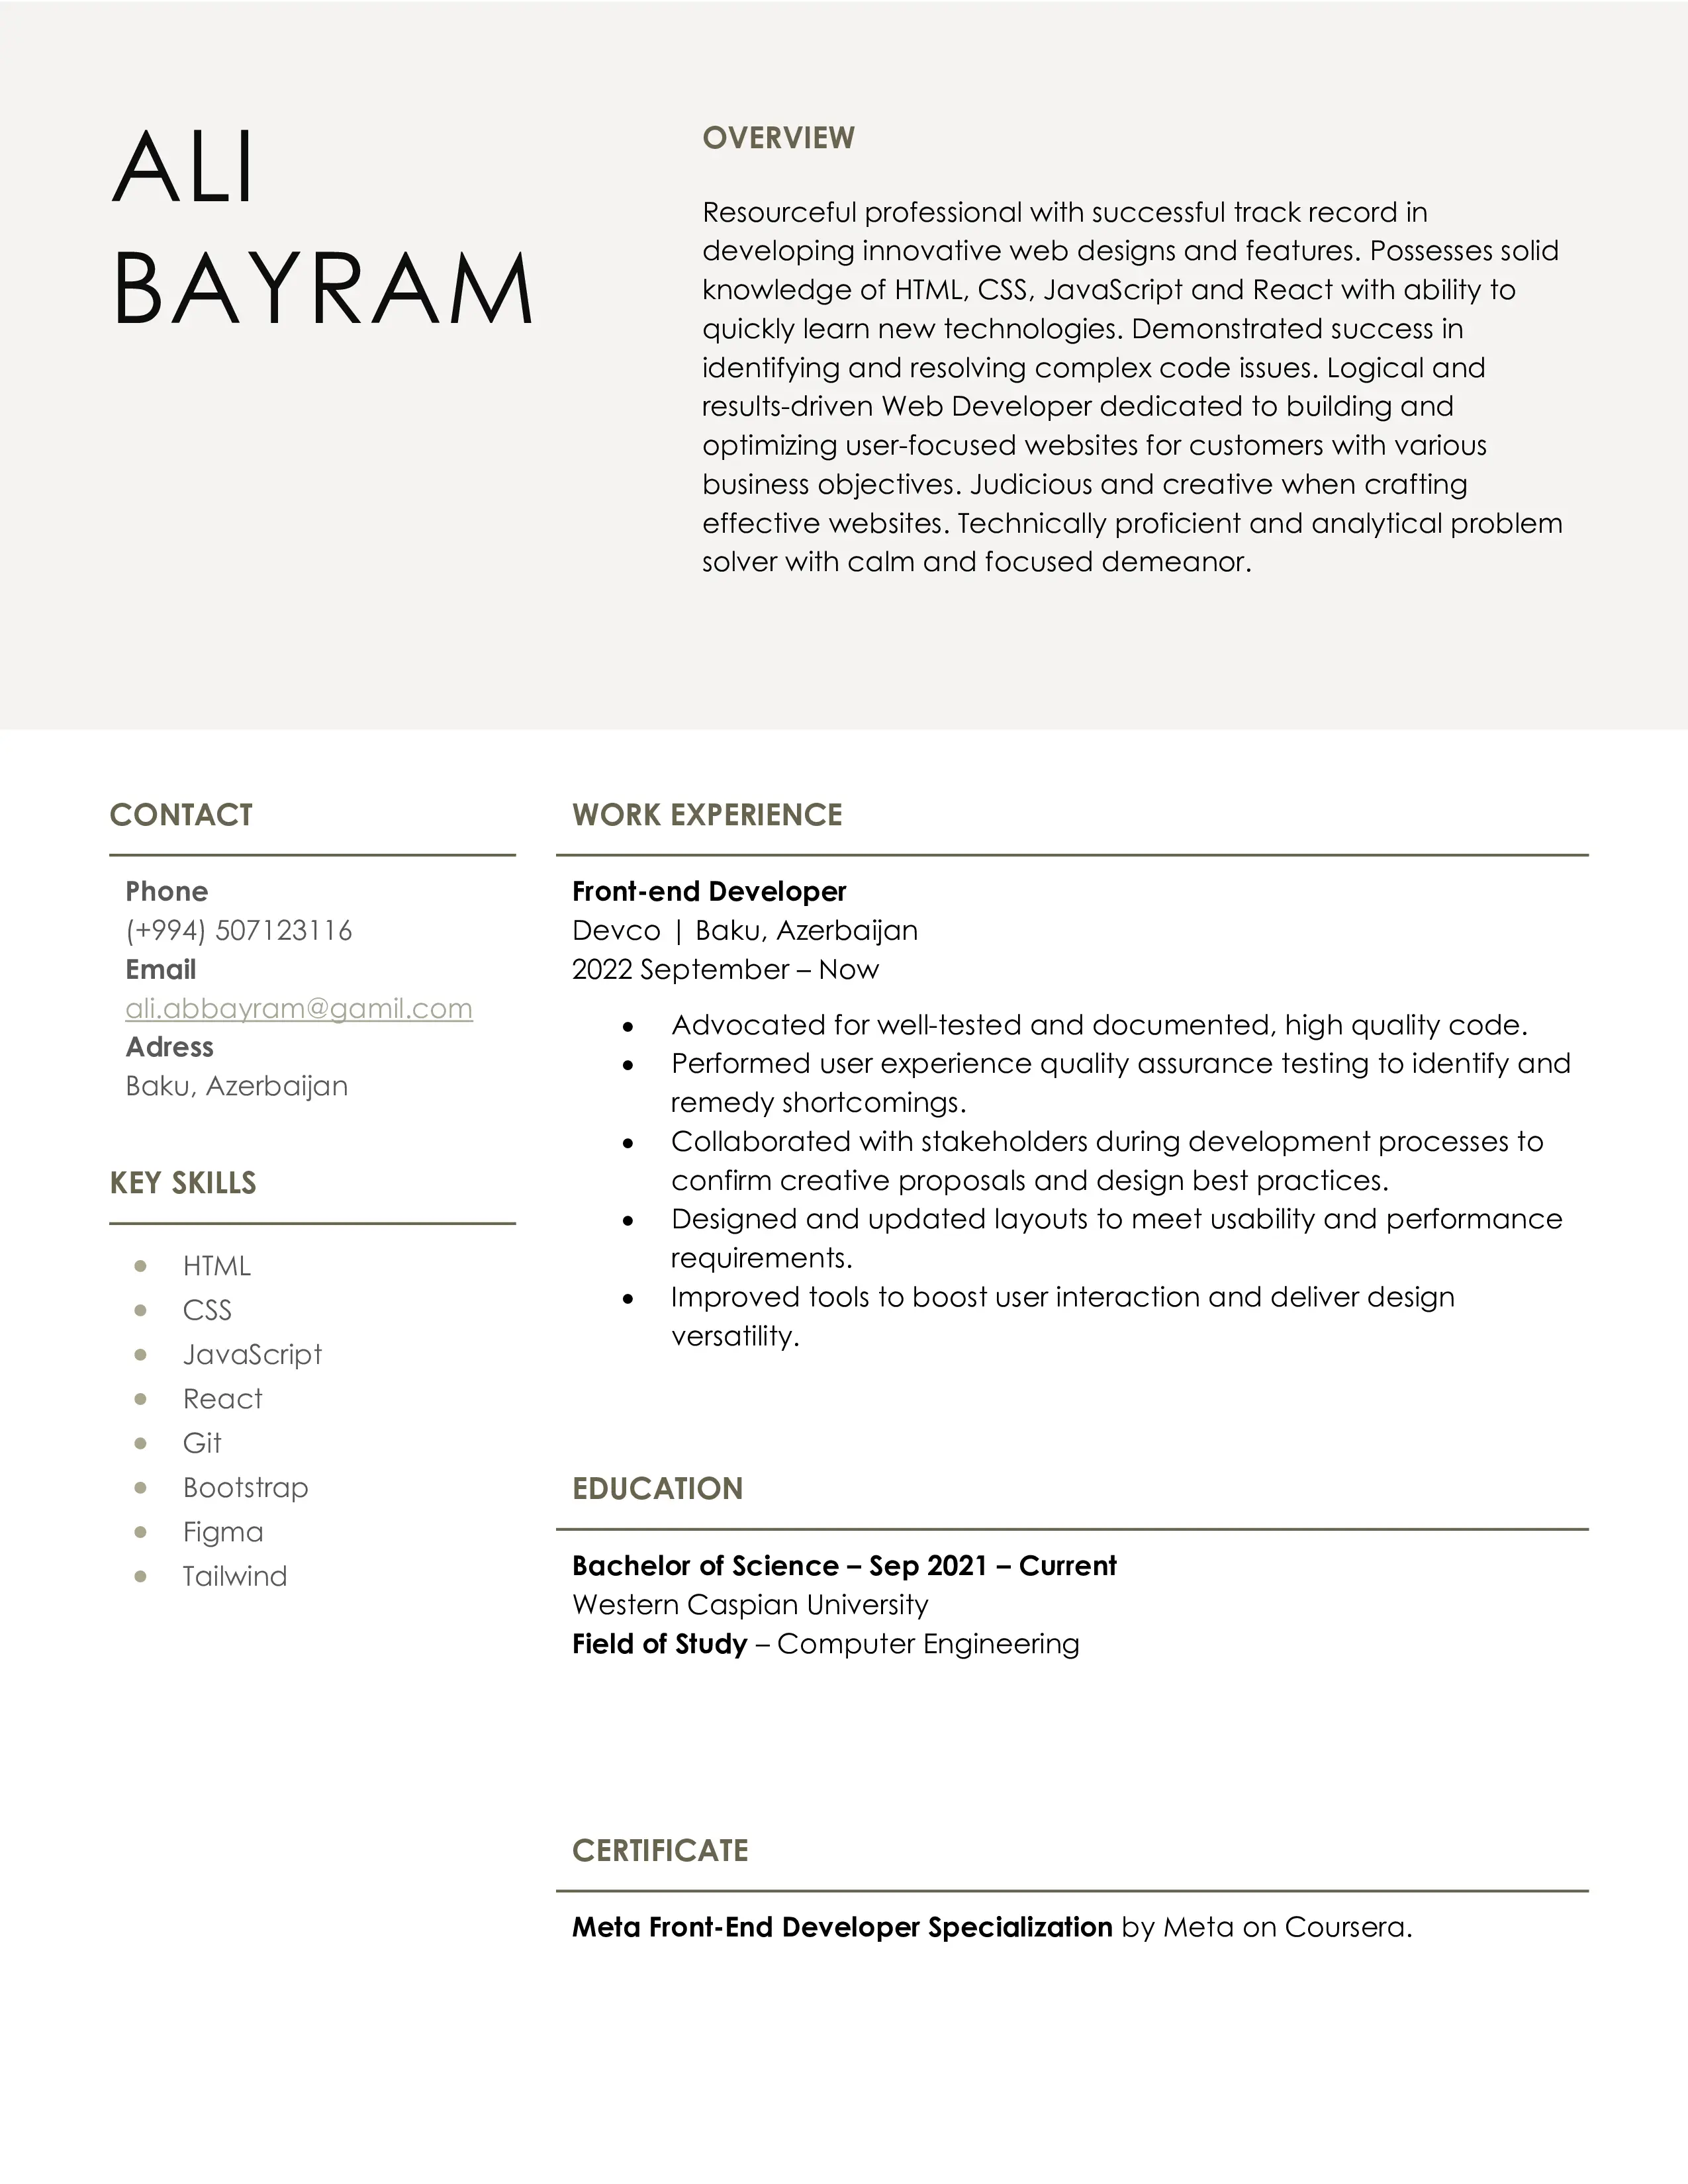 ALI
BAYRAM
OVERVIEW
Resourceful professional with successful track record in
developing innovative web designs and features. Possesses solid
knowledge of HTML, CSS, JavaScript and React with ability to
quickly learn new technologies. Demonstrated success in
identifying and resolving complex code issues. Logical and
results-driven Web Developer dedicated to building and
optimizing user-focused websites for customers with various
business objectives. Judicious and creative when crafting
effective websites. Technically proficient and analytical problem
solver with calm and focused demeanor.
CONTACT
Phone
(+994) 507123116
Email
ali.abbayram@gamil.com
Adress
Baku, Azerbaijan
KEY SKILLS
• HTML
• CSS
• JavaScript
• React
• Git
• Bootstrap
• Figma
• Tailwind
WORK EXPERIENCE
Front-end Developer
Devco | Baku, Azerbaijan
2022 September – Now
• Advocated for well-tested and documented, high quality code.
• Performed user experience quality assurance testing to identify and
remedy shortcomings.
• Collaborated with stakeholders during development processes to
confirm creative proposals and design best practices.
• Designed and updated layouts to meet usability and performance
requirements.
• Improved tools to boost user interaction and deliver design
versatility.
EDUCATION
Bachelor of Science – Sep 2021 – Current
Western Caspian University
Field of Study – Computer Engineering
CERTIFICATE
Meta Front-End Developer Specialization by Meta on Coursera.